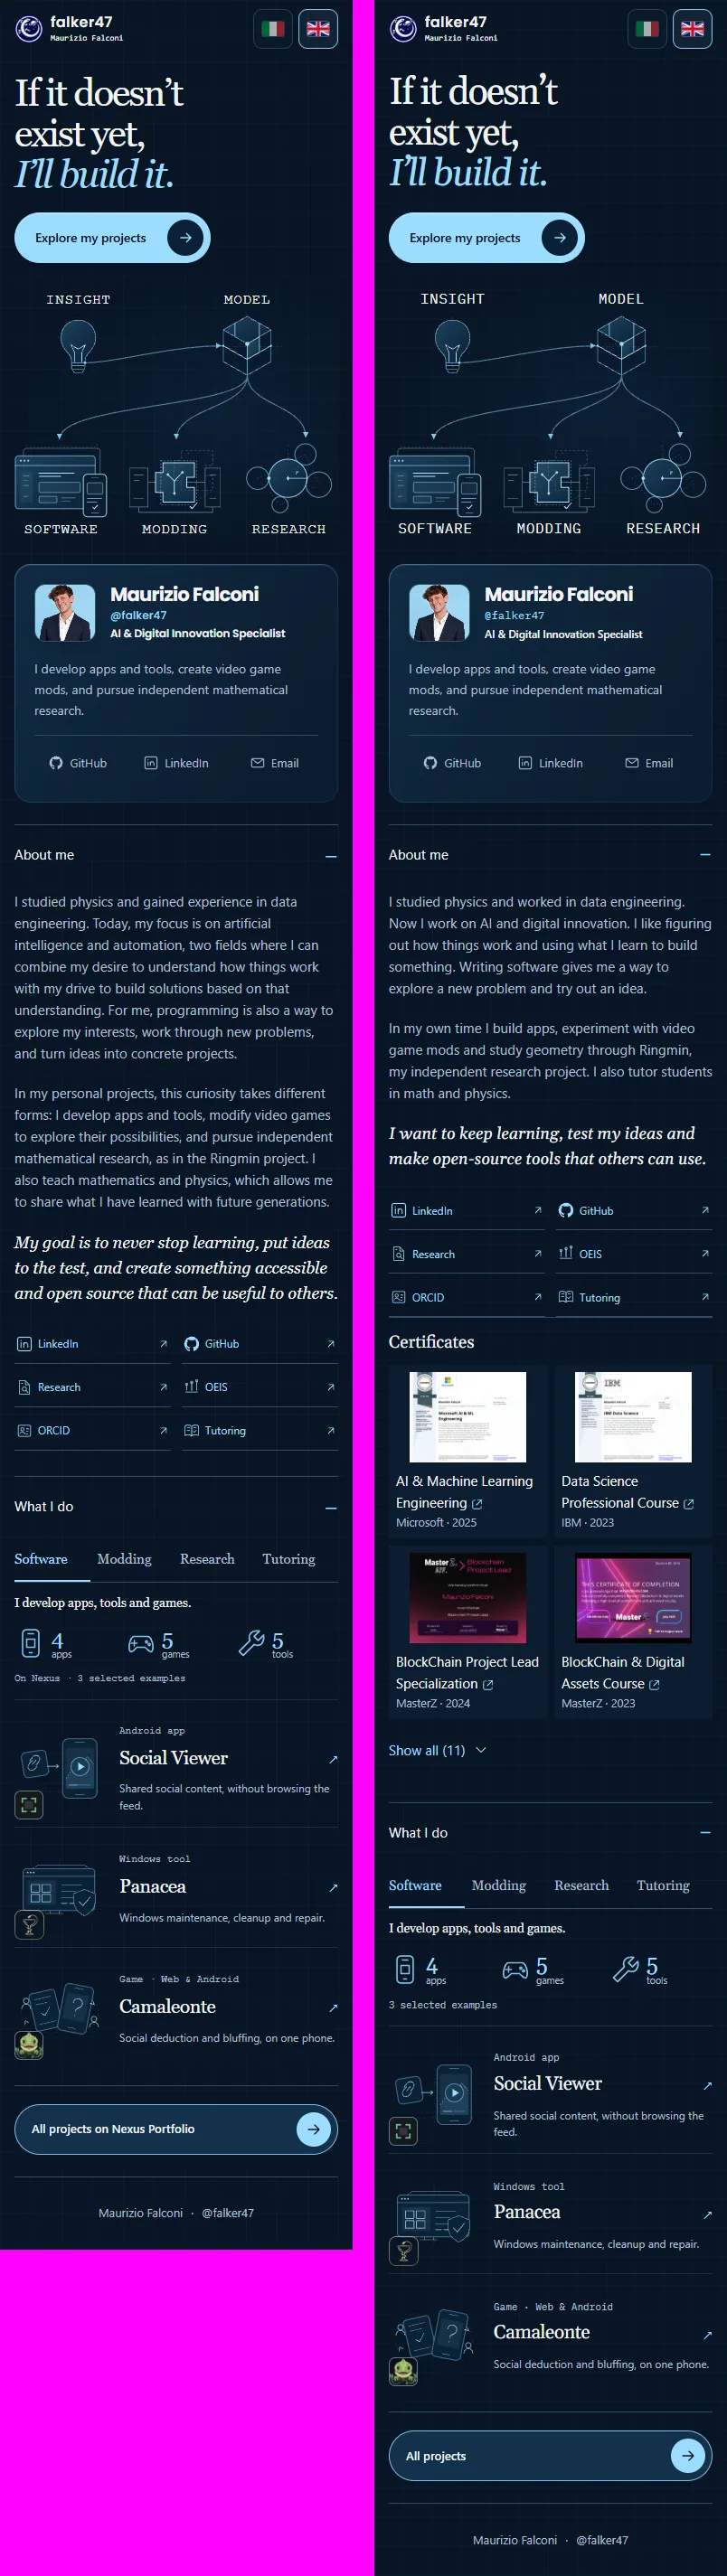 falker47
Maurizio Falconi
If it doesn't
exist yet,
I'll build it.
Explore my projects
INSIGHT
MODEL
SOFTWARE
MODDING
RESEARCH
Maurizio Falconi
@falker47
AI & Digital Innovation Specialist
I develop apps and tools, create video game
mods, and pursue independent mathematical
research.
GitHub
LinkedIn
Email
About me
I studied physics and gained experience in data
engineering. Today, my focus is on artificial
intelligence and automation, two fields where I can
combine my desire to understand how things work
with my drive to build solutions based on that
understanding. For me, programming is also a way to
explore my interests, work through new problems,
and turn ideas into concrete projects.
In my personal projects, this curiosity takes different
forms: I develop apps and tools, modify video games
to explore their possibilities, and pursue independent
mathematical research, as in the Ringmin project. I
also teach mathematics and physics, which allows me
to share what I have learned with future generations.
My goal is to never stop learning, put ideas
to the test, and create something accessible
and open source that can be useful to others.
LinkedIn
GitHub
Research
OEIS
ORCID
Tutoring
What I do
Software
Modding
Research
Tutoring
I develop apps, tools and games.
4
apps
5
games
5
tools
On Nexus · 3 selected examples
Android app
Social Viewer
Shared social content, without browsing the
feed.
Windows tool
Panacea
Windows maintenance, cleanup and repair.
Game · Web & Android
Camaleonte
Social deduction and bluffing, on one phone.
All projects on Nexus Portfolio
Maurizio Falconi · @falker47
falker47
Maurizio Falconi
If it doesn't
exist yet,
I'll build it.
Explore my projects
INSIGHT
MODEL
SOFTWARE
MODDING
RESEARCH
Maurizio Falconi
@falker47
AI & Digital Innovation Specialist
I develop apps and tools, create video game
mods, and pursue independent mathematical
research.
GitHub
LinkedIn
Email
About me
I studied physics and worked in data engineering.
Now I work on AI and digital innovation. I like figuring
out how things work and using what I learn to build
something. Writing software gives me a way to
explore a new problem and try out an idea.
In my own time I build apps, experiment with video
game mods and study geometry through Ringmin,
my independent research project. I also tutor students
in math and physics.
I want to keep learning, test my ideas and
make open-source tools that others can use.
LinkedIn
GitHub
Research
OEIS
ORCID
Tutoring
Certificates
Microsoft AI & ML
Engineering
IBM
IBM Data Science
AI & Machine Learning
Engineering
Microsoft · 2025
Data Science
Professional Course
IBM · 2023
Master
Blockchain
Project Lead
Maurizio Falconi
THIS CERTIFICATE OF COMPLETION
Master
BlockChain Project Lead
Specialization
MasterZ · 2024
BlockChain & Digital
Assets Course
MasterZ · 2023
Show all (11)
What I do
Software
Modding
Research
Tutoring
I develop apps, tools and games.
4
apps
5
games
5
tools
3 selected examples
Android app
Social Viewer
Shared social content, without browsing the
feed.
Windows tool
Panacea
Windows maintenance, cleanup and repair.
Game · Web & Android
Camaleonte
Social deduction and bluffing, on one phone.
All projects
Maurizio Falconi · @falker47